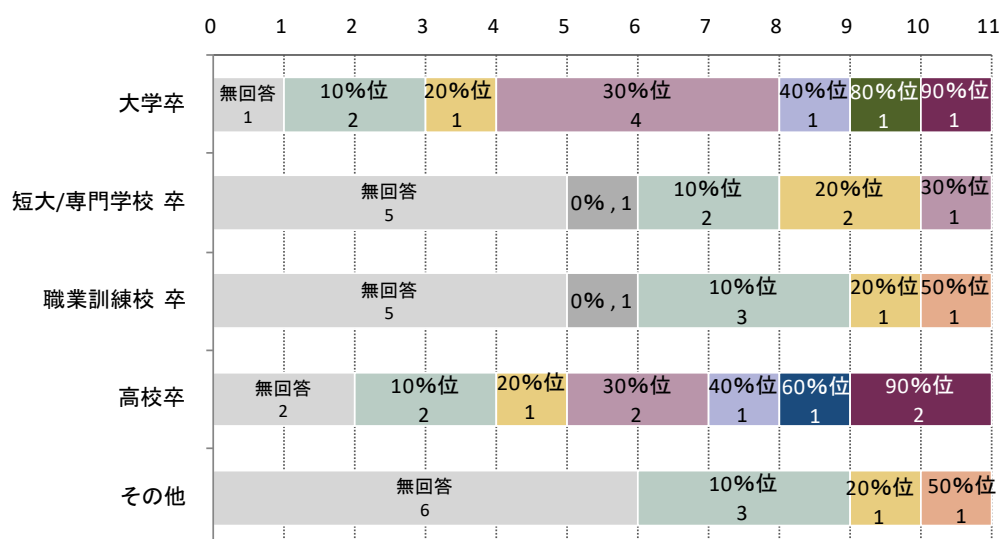 0 1 2 3 4 5 6 7 8 9 10 11
大学卒
無回答 10%位 20%位 30%位 40%位 80%位 90%位
1 2 1 4 1 1 1
短大/専門学校 卒
無回答 0% , 1 10%位 20%位 30%位
5 2 2 1
職業訓練校 卒
無回答 0% , 1 10%位 20%位 50%位
5 3 1 1
高校卒
無回答 10%位 20%位 30%位 40%位 60%位 90%位
2 2 1 2 1 1 2
その他
無回答 10%位 20%位 50%位
6 3 1 1